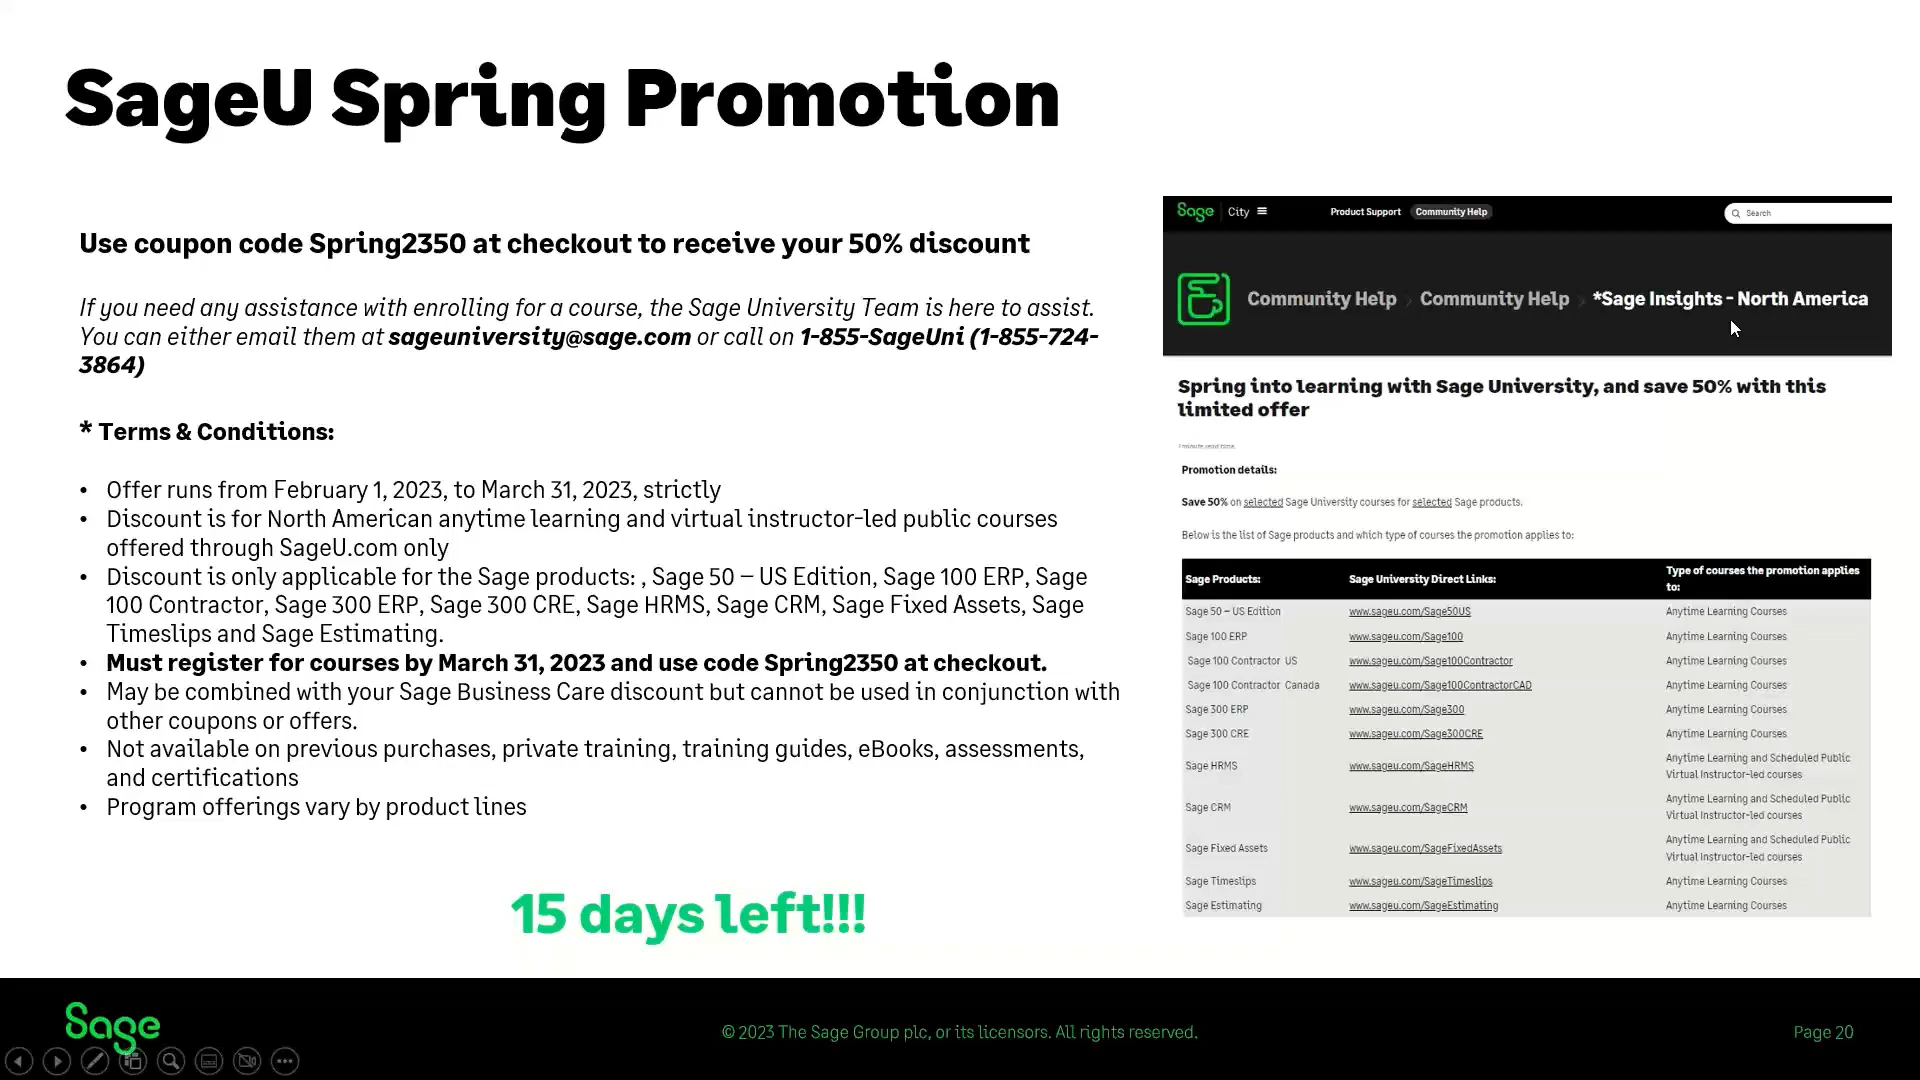 SageU Spring Promotion
Use coupon code Spring2350 at checkout to receive your 50% discount
If you need any assistance with enrolling for a course, the Sage University Team is here to assist.
You can either email them at sageuniversity@sage.com or call on 1-855-SageUni (1-855-724-
3864)
* Terms & Conditions:
• Offer runs from February 1, 2023, to March 31, 2023, strictly
• Discount is for North American anytime learning and virtual instructor-led public courses
offered through SageU.com only
• Discount is only applicable for the Sage products: , Sage 50 – US Edition, Sage 100 ERP, Sage
100 Contractor, Sage 300 ERP, Sage 300 CRE, Sage HRMS, Sage CRM, Sage Fixed Assets, Sage
Timeslips and Sage Estimating.
• Must register for courses by March 31, 2023 and use code Spring2350 at checkout.
• May be combined with your Sage Business Care discount but cannot be used in conjunction with
other coupons or offers.
• Not available on previous purchases, private training, training guides, eBooks, assessments,
and certifications
• Program offerings vary by product lines
15 days left!!!
Sage City Product Support Community Help Search
Community Help › Community Help › *Sage Insights - North America
Spring into learning with Sage University, and save 50% with this
limited offer
1 minute read time.
Promotion details:
Save 50% on selected Sage University courses for selected Sage products.
Below is the list of Sage products and which type of courses the promotion applies to:
Sage Products: Sage University Direct Links: Type of courses the promotion applies
to:
Sage 50 – US Edition www.sageu.com/Sage50US Anytime Learning Courses
Sage 100 ERP www.sageu.com/Sage100 Anytime Learning Courses
Sage 100 Contractor US www.sageu.com/Sage100Contractor Anytime Learning Courses
Sage 100 Contractor Canada www.sageu.com/Sage100ContractorCAD Anytime Learning Courses
Sage 300 ERP www.sageu.com/Sage300 Anytime Learning Courses
Sage 300 CRE www.sageu.com/Sage300CRE Anytime Learning Courses
Sage HRMS www.sageu.com/SageHRMS Anytime Learning and Scheduled Public
Virtual Instructor-led courses
Sage CRM www.sageu.com/SageCRM Anytime Learning and Scheduled Public
Virtual Instructor-led courses
Sage Fixed Assets www.sageu.com/SageFixedAssets Anytime Learning and Scheduled Public
Virtual Instructor-led courses
Sage Timeslips www.sageu.com/SageTimeslips Anytime Learning Courses
Sage Estimating www.sageu.com/SageEstimating Anytime Learning Courses
Sage
© 2023 The Sage Group plc, or its licensors. All rights reserved.
Page 20